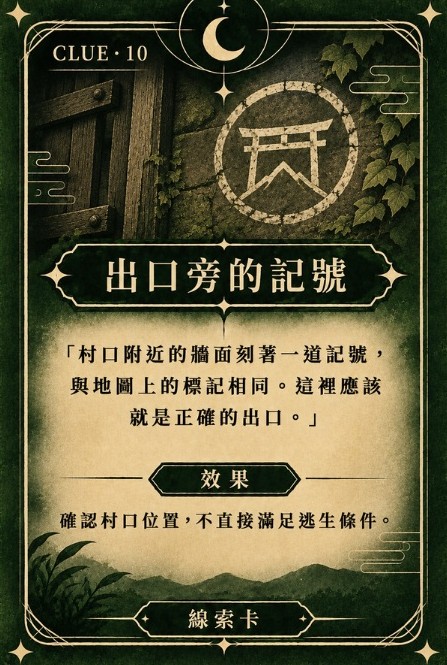 CLUE·10
出口旁的記號
「村口附近的牆面刻著一道記號，
與地圖上的標記相同。這裡應該
就是正確的出口。」
效果
確認村口位置，不直接滿足逃生條件。
線索卡